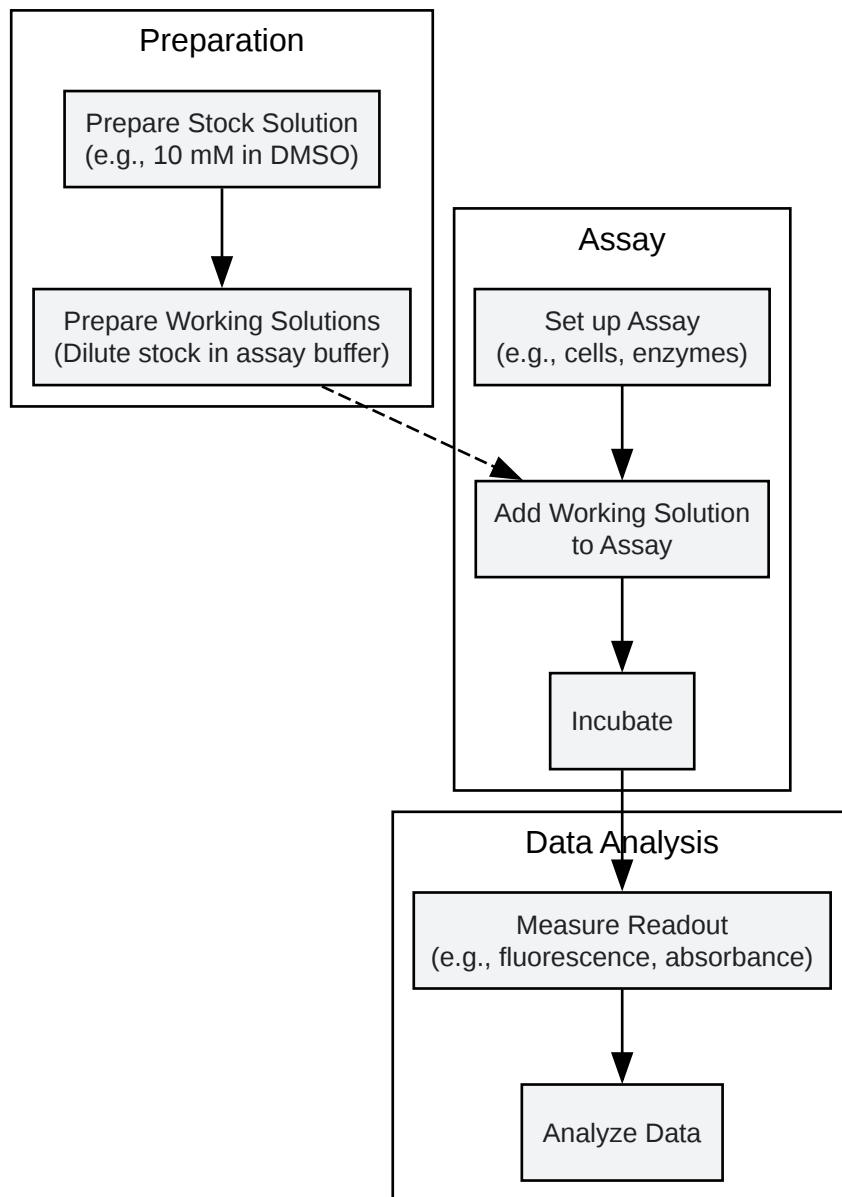 Preparation
Prepare Stock Solution
(e.g., 10 mM in DMSO)
Prepare Working Solutions
(Dilute stock in assay buffer)
Assay
Set up Assay
(e.g., cells, enzymes)
Add Working Solution
to Assay
Incubate
Data Analysis
Measure Readout
(e.g., fluorescence, absorbance)
Analyze Data